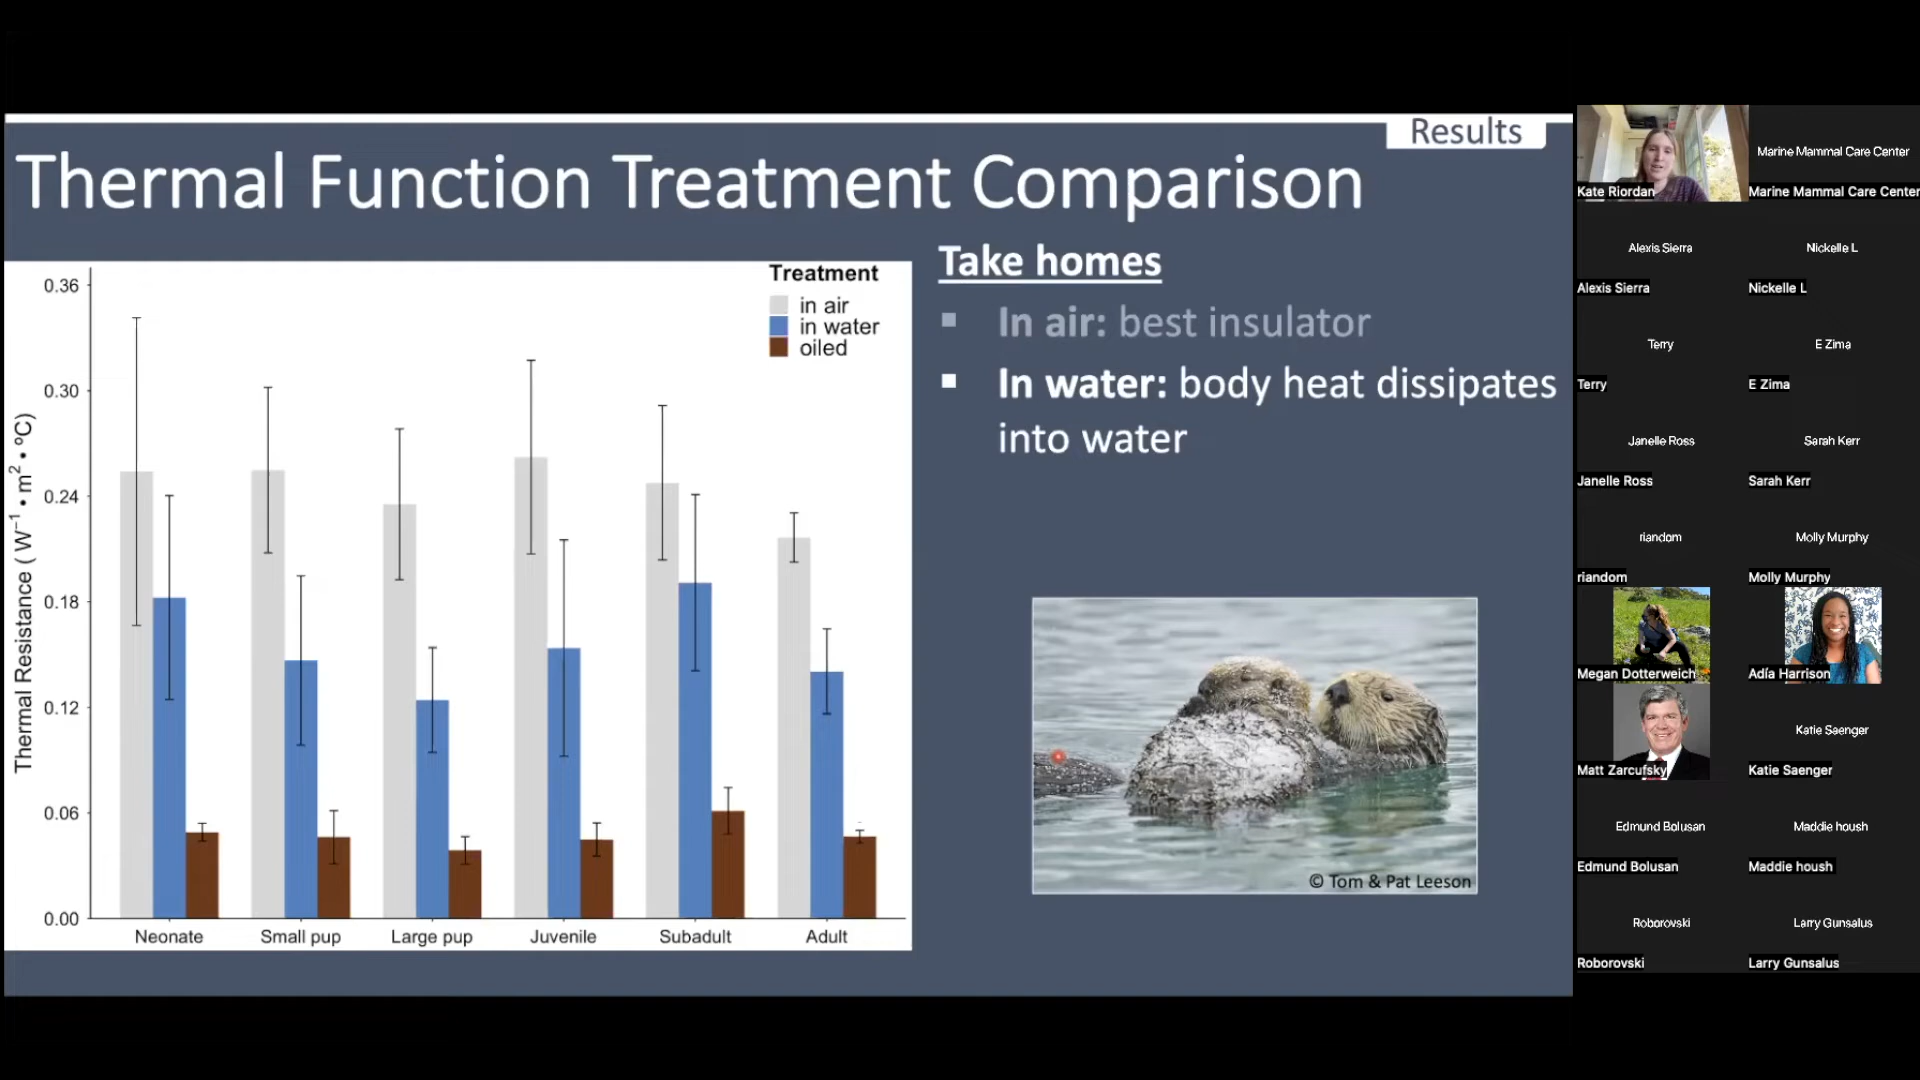 Results
Thermal Function Treatment Comparison
Treatment
in air
in water
oiled
0.36
0.30
0.24
0.18
0.12
0.06
0.00
Thermal Resistance ( W⁻¹ • m² • ºC)
Neonate Small pup Large pup Juvenile Subadult Adult
Take homes
In air: best insulator
In water: body heat dissipates
into water
© Tom & Pat Leeson
Kate Riordan
Marine Mammal Care Center
Marine Mammal Care Center
Alexis Sierra
Alexis Sierra
Nickelle L
Nickelle L
Terry
Terry
E Zima
E Zima
Janelle Ross
Janelle Ross
Sarah Kerr
Sarah Kerr
riandom
riandom
Molly Murphy
Molly Murphy
Megan Dotterweich
Adía Harrison
Matt Zarcufsky
Katie Saenger
Katie Saenger
Edmund Bolusan
Edmund Bolusan
Maddie housh
Maddie housh
Roborovski
Roborovski
Larry Gunsalus
Larry Gunsalus